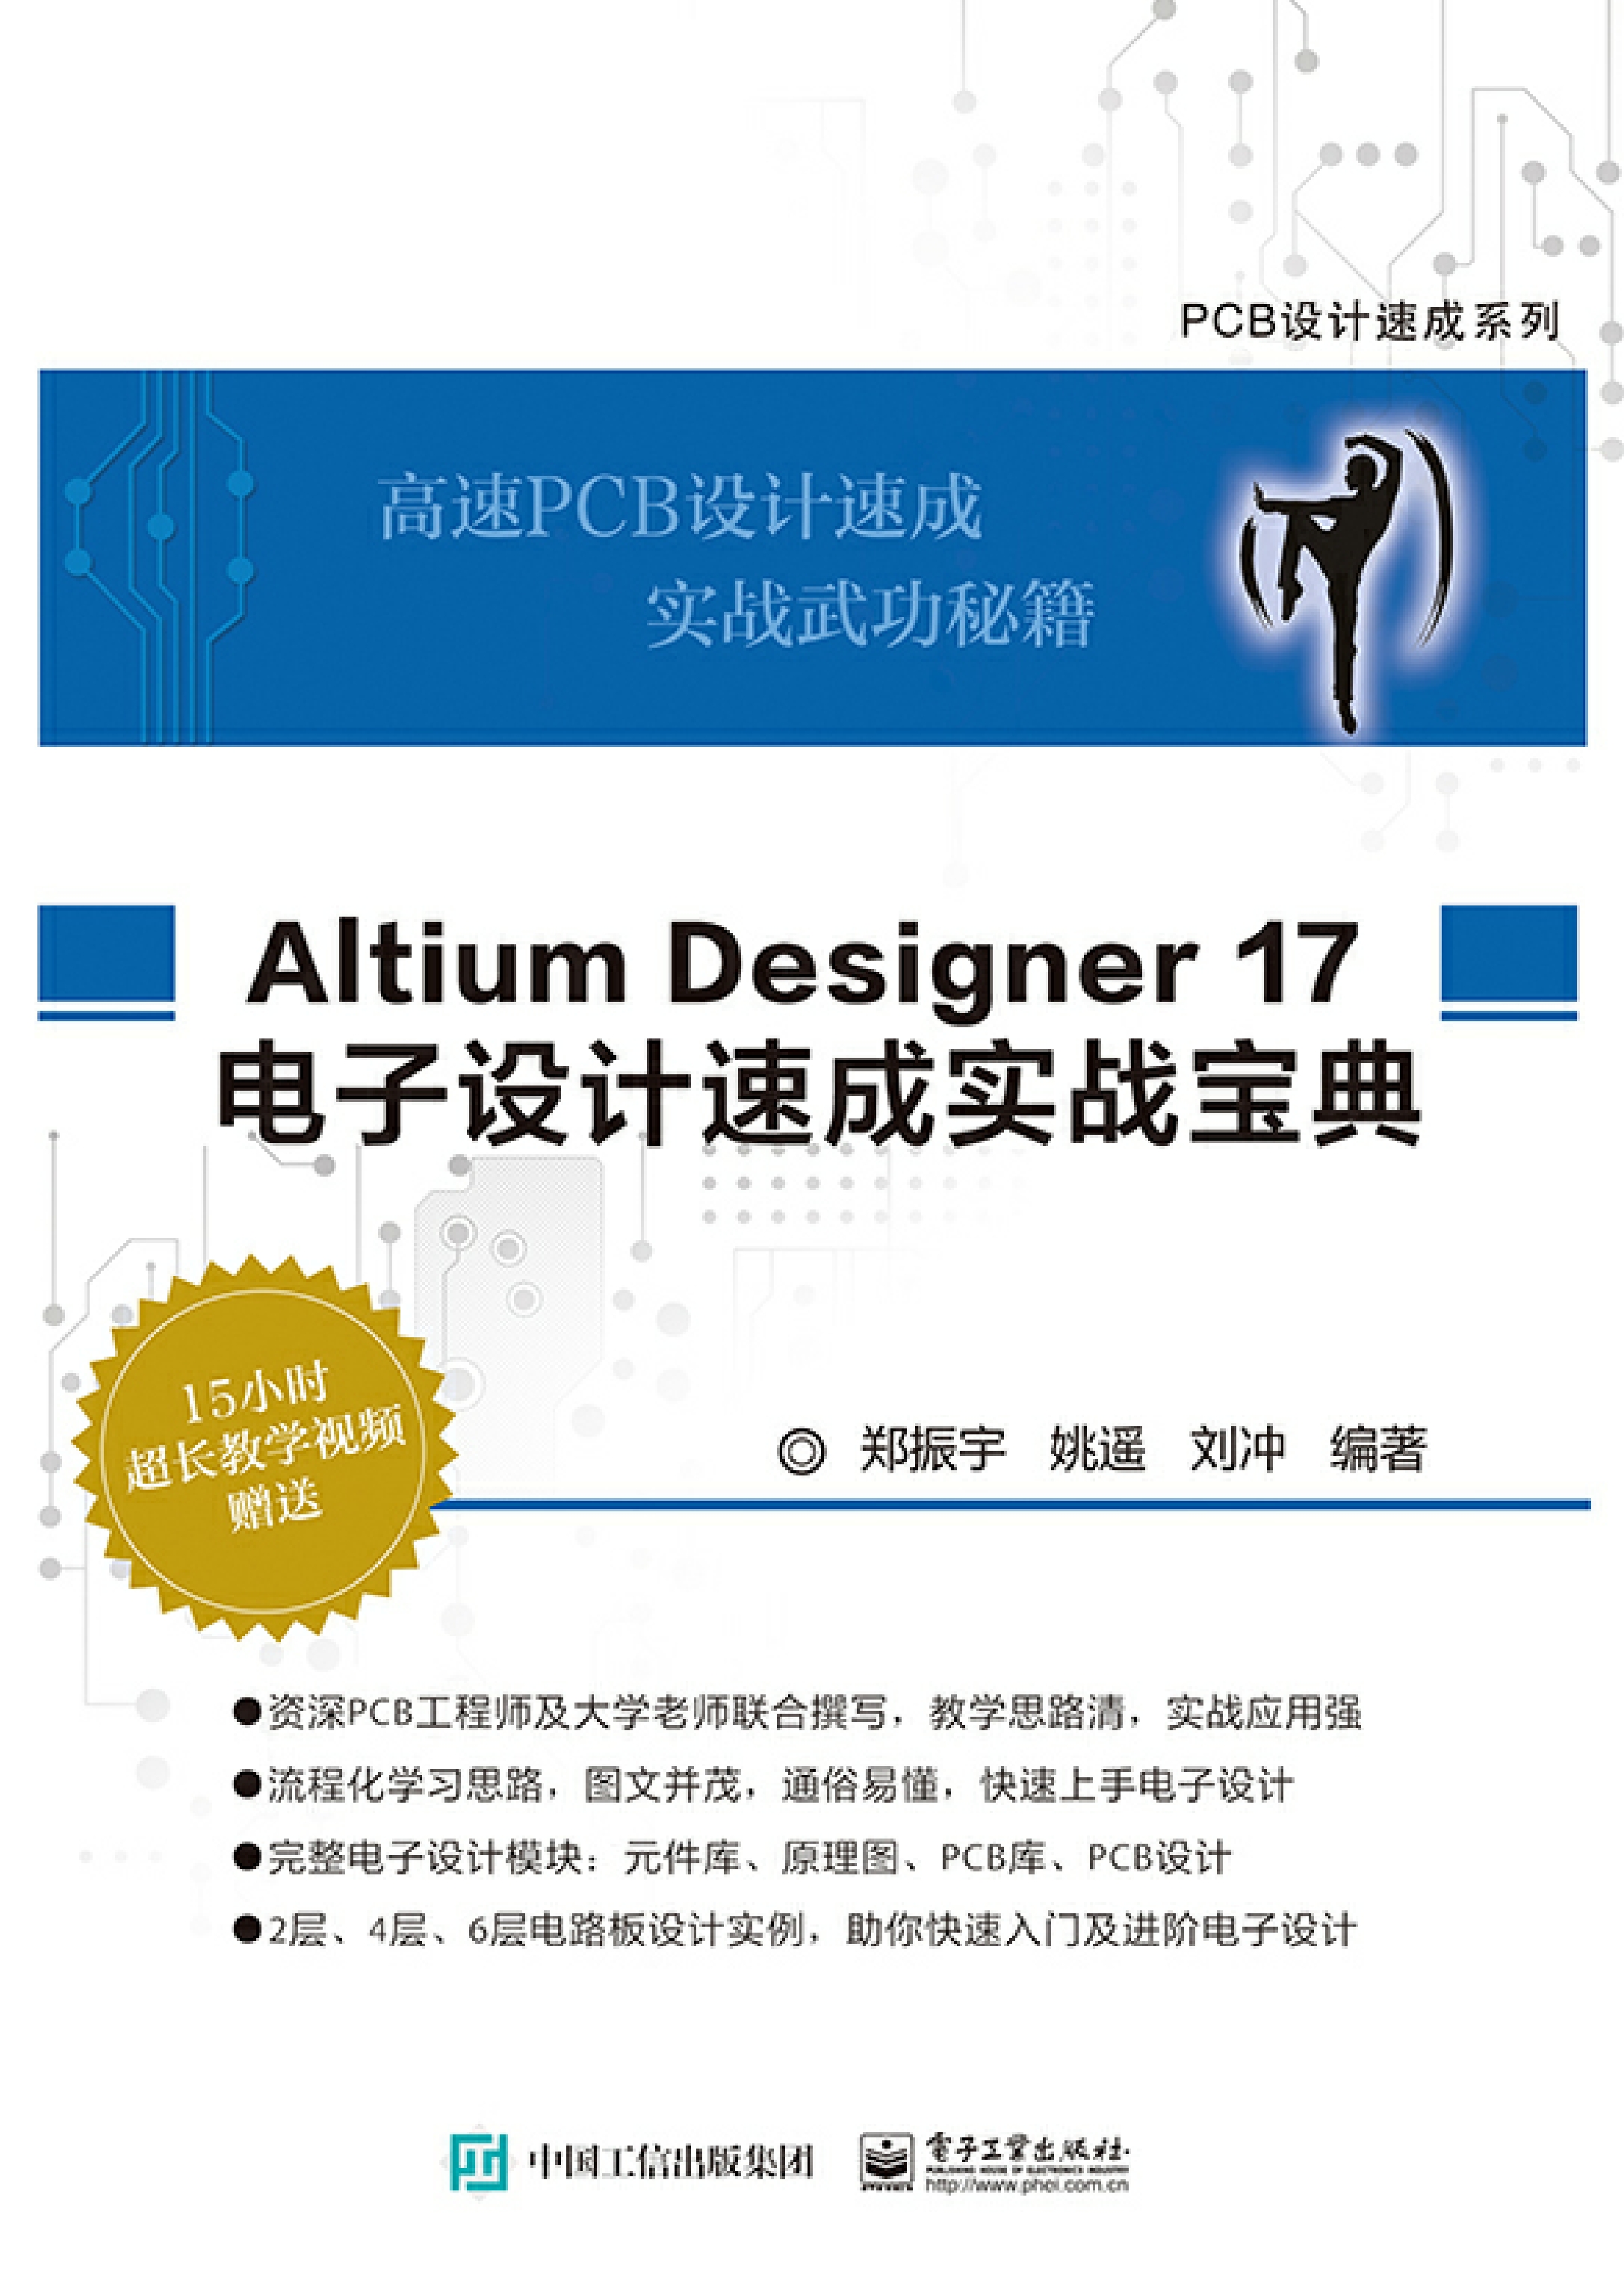 PCB设计速成系列
高速PCB设计速成
实战武功秘籍
Altium Designer 17
电子设计速成实战宝典
15小时
超长教学视频
赠送
◎ 郑振宇 姚遥 刘冲 编著
●资深PCB工程师及大学老师联合撰写，教学思路清，实战应用强
●流程化学习思路，图文并茂，通俗易懂，快速上手电子设计
●完整电子设计模块：元件库、原理图、PCB库、PCB设计
●2层、4层、6层电路板设计实例，助你快速入门及进阶电子设计
中国工信出版集团
電子工業出版社
PUBLISHING HOUSE OF ELECTRONICS INDUSTRY
http://www.phei.com.cn